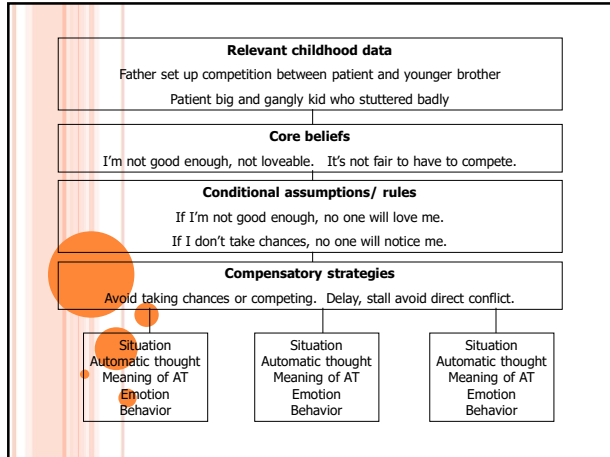 Relevant childhood data
Father set up competition between patient and younger brother
Patient big and gangly kid who stuttered badly
Core beliefs
I'm not good enough, not loveable.   It's not fair to have to compete.
Conditional assumptions/ rules
If I'm not good enough, no one will love me.
If I don't take chances, no one will notice me.
Compensatory strategies
Avoid taking chances or competing.  Delay, stall avoid direct conflict.
Situation
Automatic thought
Meaning of AT
Emotion
Behavior
Situation
Automatic thought
Meaning of AT
Emotion
Behavior
Situation
Automatic thought
Meaning of AT
Emotion
Behavior